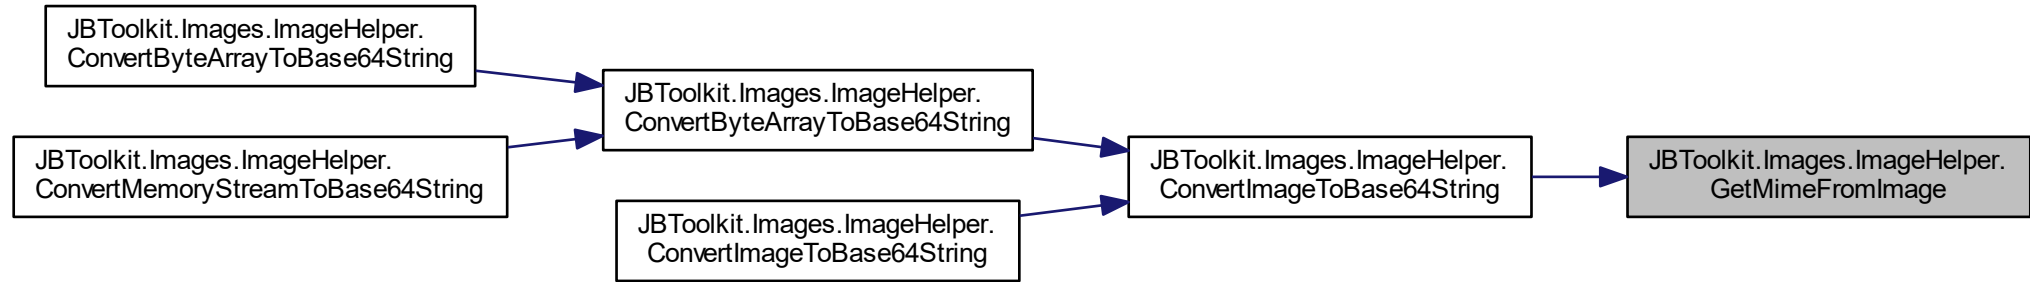 JBToolkit.Images.ImageHelper.
ConvertByteArrayToBase64String
JBToolkit.Images.ImageHelper.
ConvertMemoryStreamToBase64String
JBToolkit.Images.ImageHelper.
ConvertByteArrayToBase64String
JBToolkit.Images.ImageHelper.
ConvertImageToBase64String
JBToolkit.Images.ImageHelper.
ConvertImageToBase64String
JBToolkit.Images.ImageHelper.
GetMimeFromImage